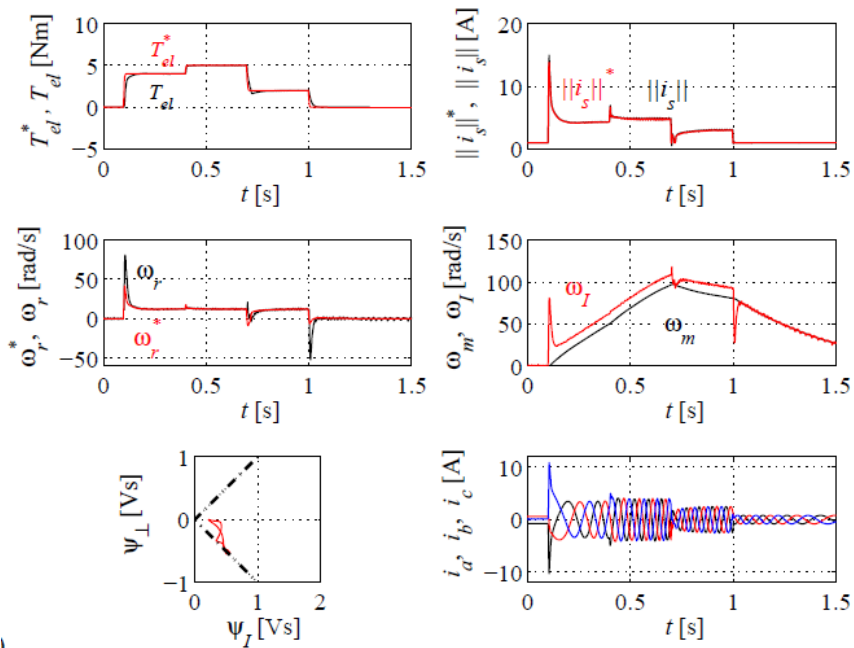 T*el, Tel [Nm]
10
5
0
−5
T*el
Tel
0 0.5 1 1.5
t [s]
||is||*, ||is|| [A]
20
10
0
||is||*
||is||
0 0.5 1 1.5
t [s]
ω*r, ωr [rad/s]
100
50
0
−50
ωr
ω*r
0 0.5 1 1.5
t [s]
ωm, ωI [rad/s]
150
100
50
0
ωI
ωm
0 0.5 1 1.5
t [s]
Ψ⊥ [Vs]
1
0
−1
0 1 2
ΨI [Vs]
ia, ib, ic [A]
10
0
−10
0 0.5 1 1.5
t [s]